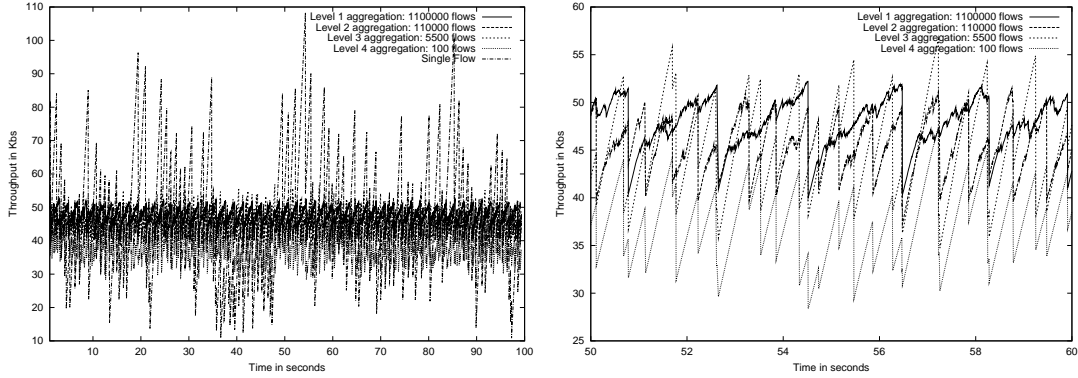 110
100
90
80
70
60
50
40
30
20
10
Throughput in Kbs
Level 1 aggregation: 1100000 flows
Level 2 aggregation: 110000 flows
Level 3 aggregation: 5500 flows
Level 4 aggregation: 100 flows
Single Flow
10 20 30 40 50 60 70 80 90 100
Time in seconds
60
55
50
45
40
35
30
25
Throughput in Kbs
Level 1 aggregation: 1100000 flows
Level 2 aggregation: 110000 flows
Level 3 aggregation: 5500 flows
Level 4 aggregation: 100 flows
50 52 54 56 58 60
Time in seconds